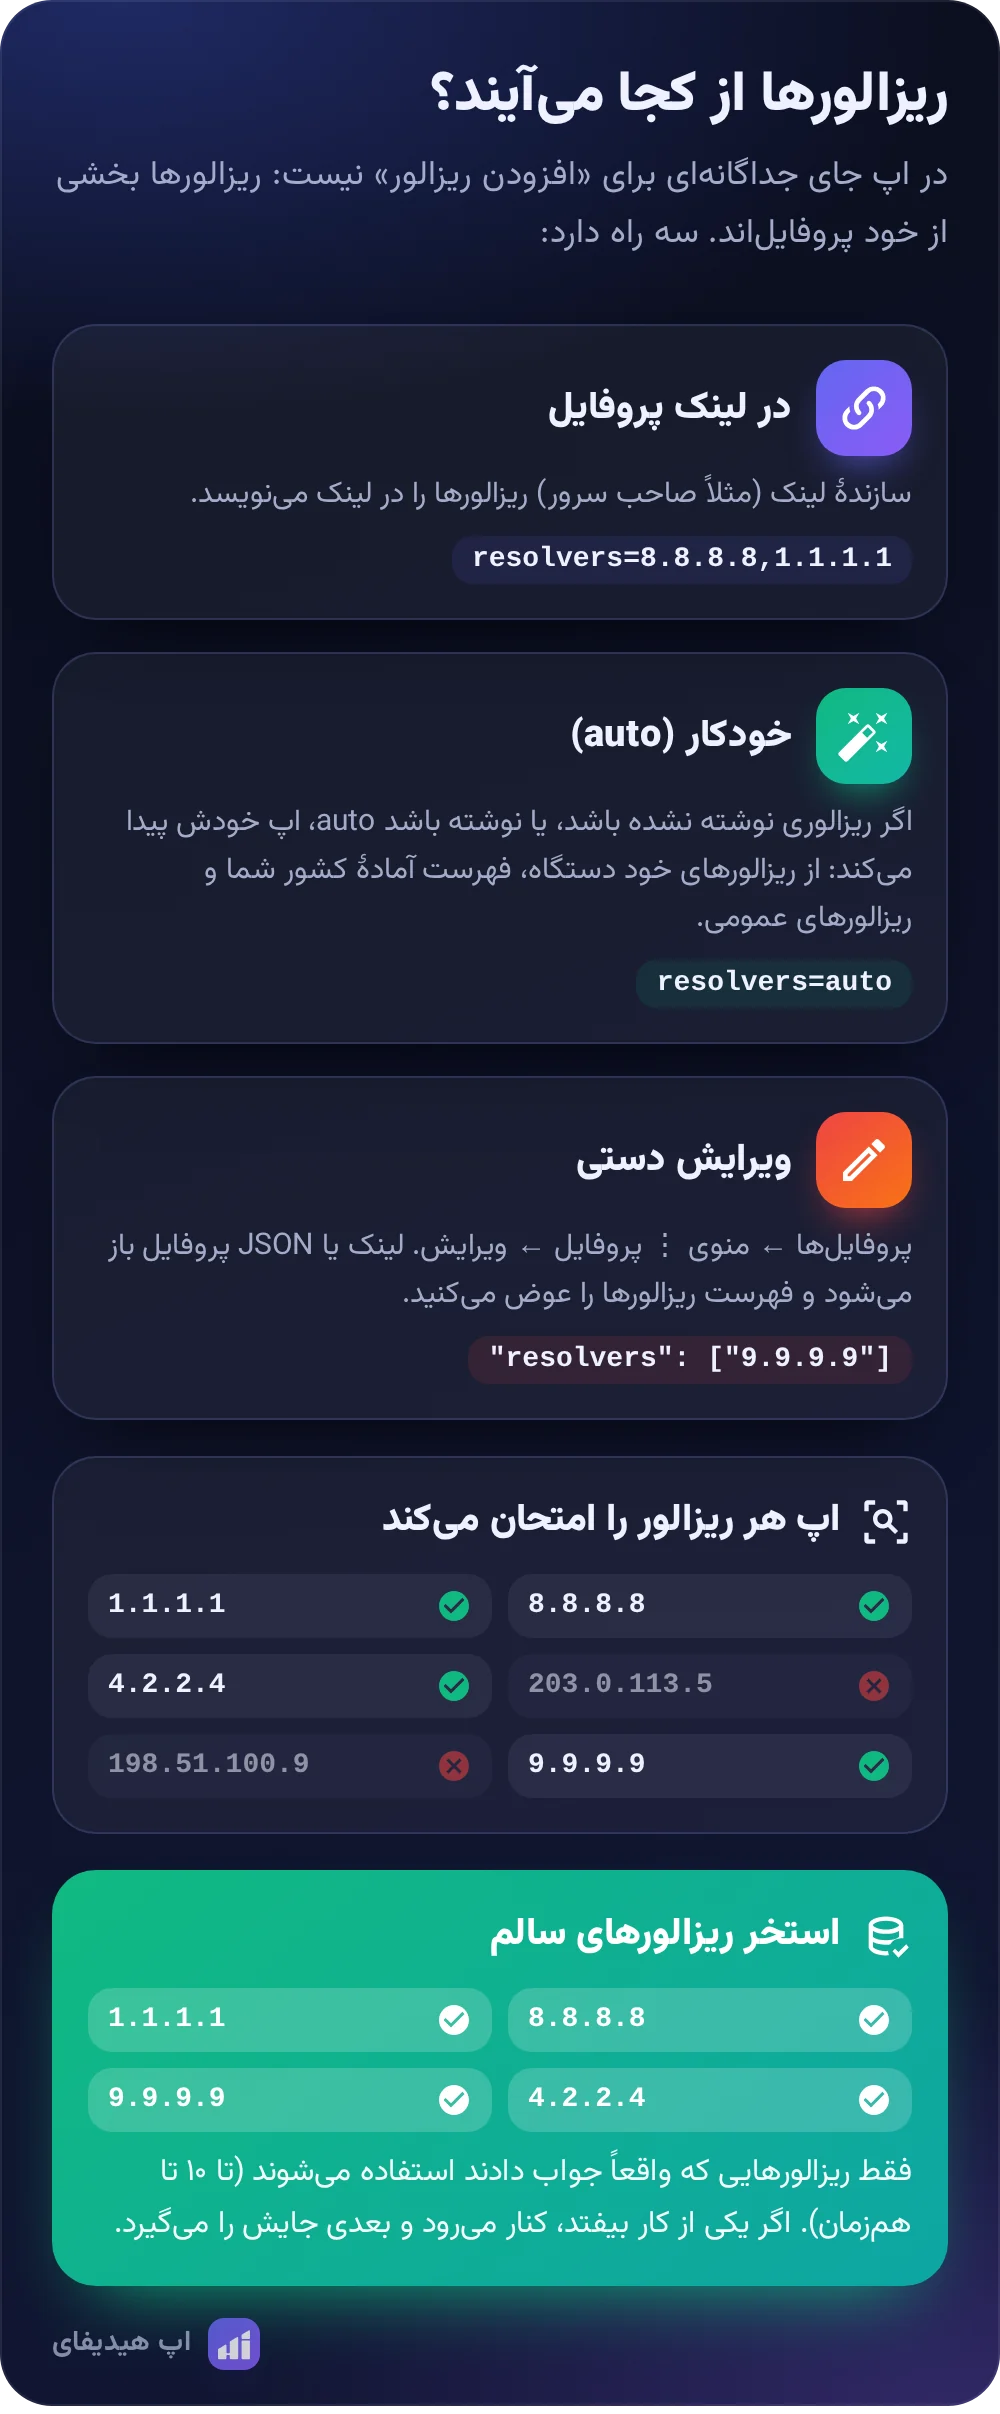 ریزالورها از کجا می‌آیند؟
در اپ جای جداگانه‌ای برای «افزودن ریزالور» نیست: ریزالورها بخشی
از خود پروفایل‌اند. سه راه دارد:
در لینک پروفایل
سازندهٔ لینک (مثلاً صاحب سرور) ریزالورها را در لینک می‌نویسد.
resolvers=8.8.8.8,1.1.1.1
خودکار (auto)
اگر ریزالوری نوشته نشده باشد، یا نوشته باشد auto، اپ خودش پیدا
می‌کند: از ریزالورهای خود دستگاه، فهرست آمادهٔ کشور شما و
ریزالورهای عمومی.
resolvers=auto
ویرایش دستی
پروفایل‌ها ← منوی ⋮ پروفایل ← ویرایش. لینک یا JSON پروفایل باز
می‌شود و فهرست ریزالورها را عوض می‌کنید.
"resolvers": ["9.9.9.9"]
اپ هر ریزالور را امتحان می‌کند
8.8.8.8
1.1.1.1
203.0.113.5
4.2.2.4
9.9.9.9
198.51.100.9
استخر ریزالورهای سالم
8.8.8.8
1.1.1.1
4.2.2.4
9.9.9.9
فقط ریزالورهایی که واقعاً جواب دادند استفاده می‌شوند (تا ۱۰ تا
هم‌زمان). اگر یکی از کار بیفتد، کنار می‌رود و بعدی جایش را می‌گیرد.
اپ هیدیفای